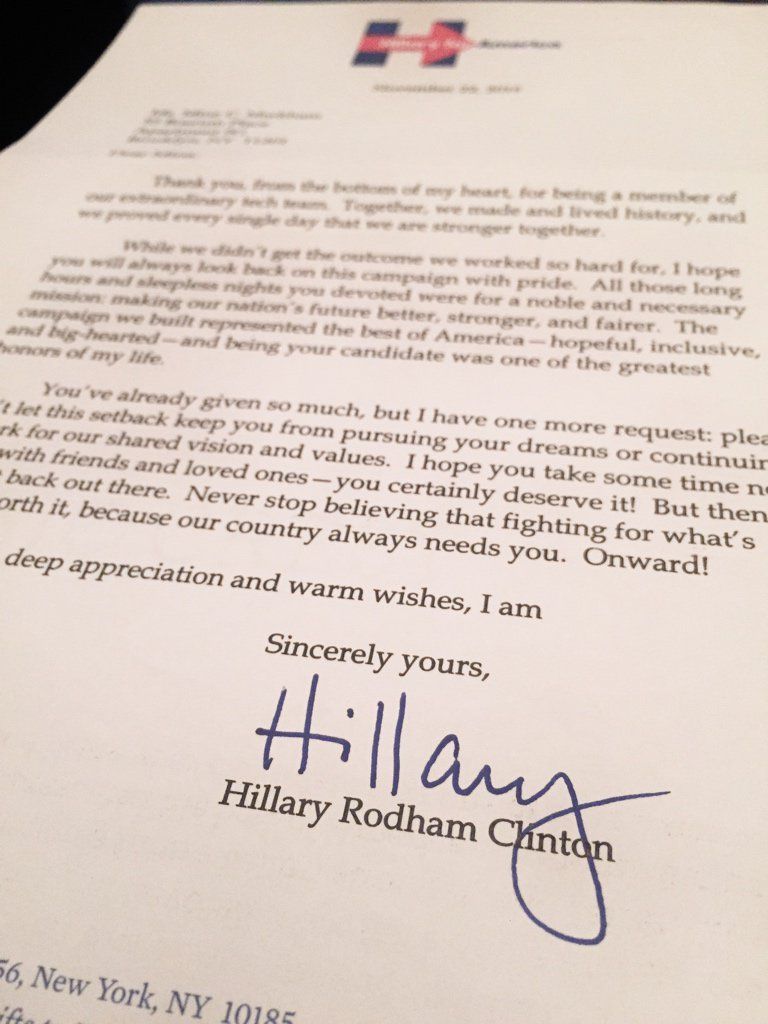 Hillary for America
November
Thank you, from the bottom of my heart, for being a member of
our extraordinary tech team. Together, we made and lived history, and
we proved every single day that we are stronger together.
While we didn't get the outcome we worked so hard for, I hope
you will always look back on this campaign with pride. All those long
hours and sleepless nights you devoted were for a noble and necessary
mission: making our nation's future better, stronger, and fairer. The
campaign we built represented the best of America—hopeful, inclusive,
and big-hearted—and being your candidate was one of the greatest
honors of my life.
You've already given so much, but I have one more request: plea
't let this setback keep you from pursuing your dreams or continuin
rk for our shared vision and values. I hope you take some time n
with friends and loved ones—you certainly deserve it! But then
back out there. Never stop believing that fighting for what's
orth it, because our country always needs you. Onward!
deep appreciation and warm wishes, I am
Sincerely yours,
Hillary
Hillary Rodham Clinton
56, New York, NY 10185